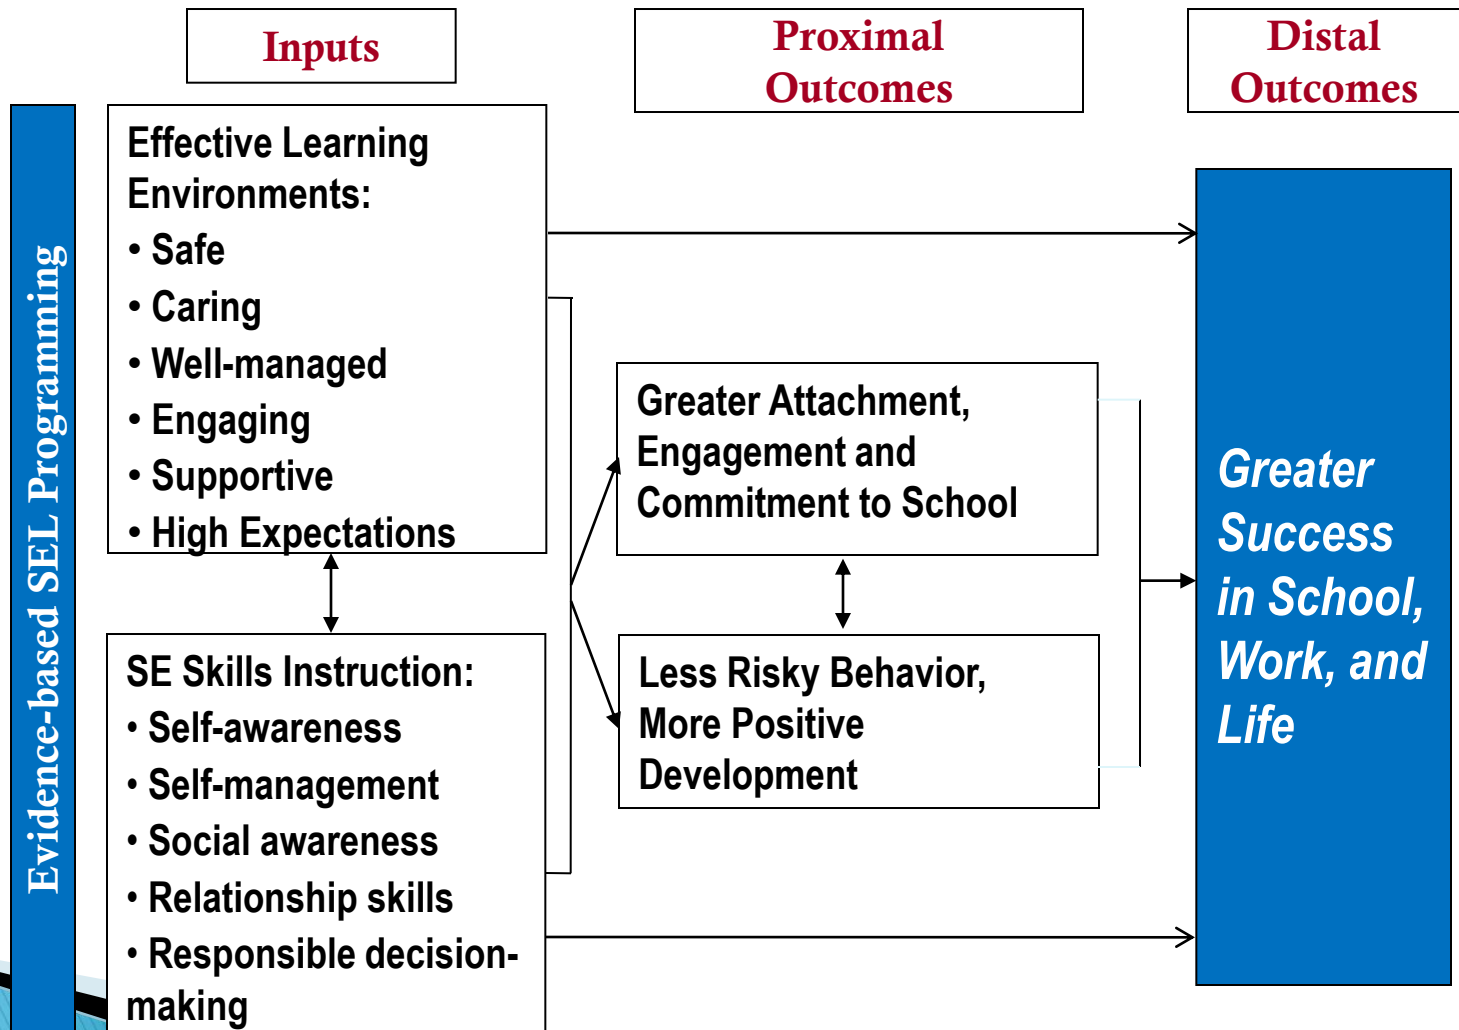 Inputs
Proximal
Outcomes
Distal
Outcomes
Evidence-based SEL Programming
Effective Learning
Environments:
• Safe
• Caring
• Well-managed
• Engaging
• Supportive
• High Expectations
SE Skills Instruction:
• Self-awareness
• Self-management
• Social awareness
• Relationship skills
• Responsible decision-
making
Greater Attachment,
Engagement and
Commitment to School
Less Risky Behavior,
More Positive
Development
Greater
Success
in School,
Work, and
Life